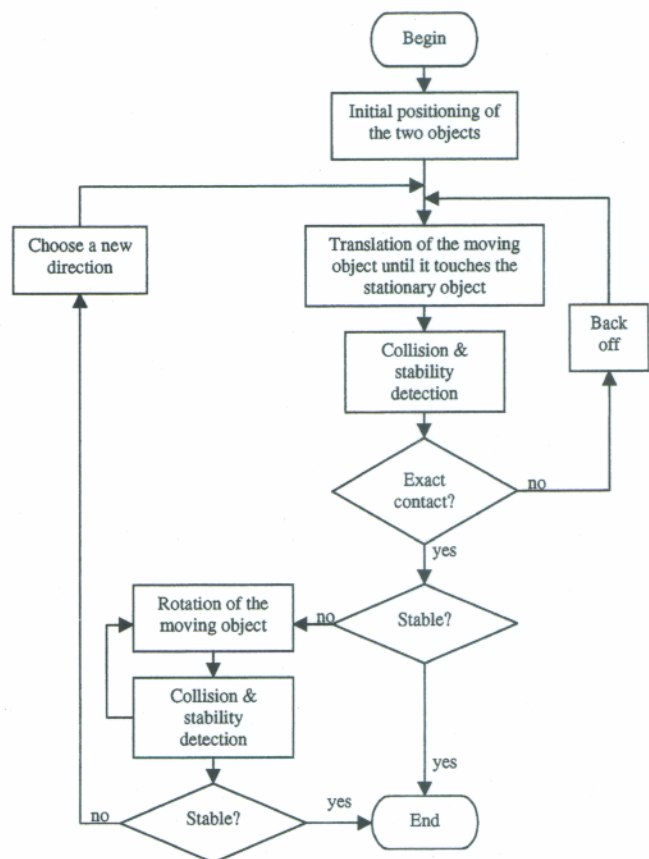 Begin
Initial positioning of
the two objects
Choose a new
direction
Translation of the moving
object until it touches the
stationary object
Back
off
Collision &
stability
detection
Exact
contact?
no
yes
Rotation of the
moving object
no
Stable?
Collision &
stability
detection
yes
no
Stable?
yes
End